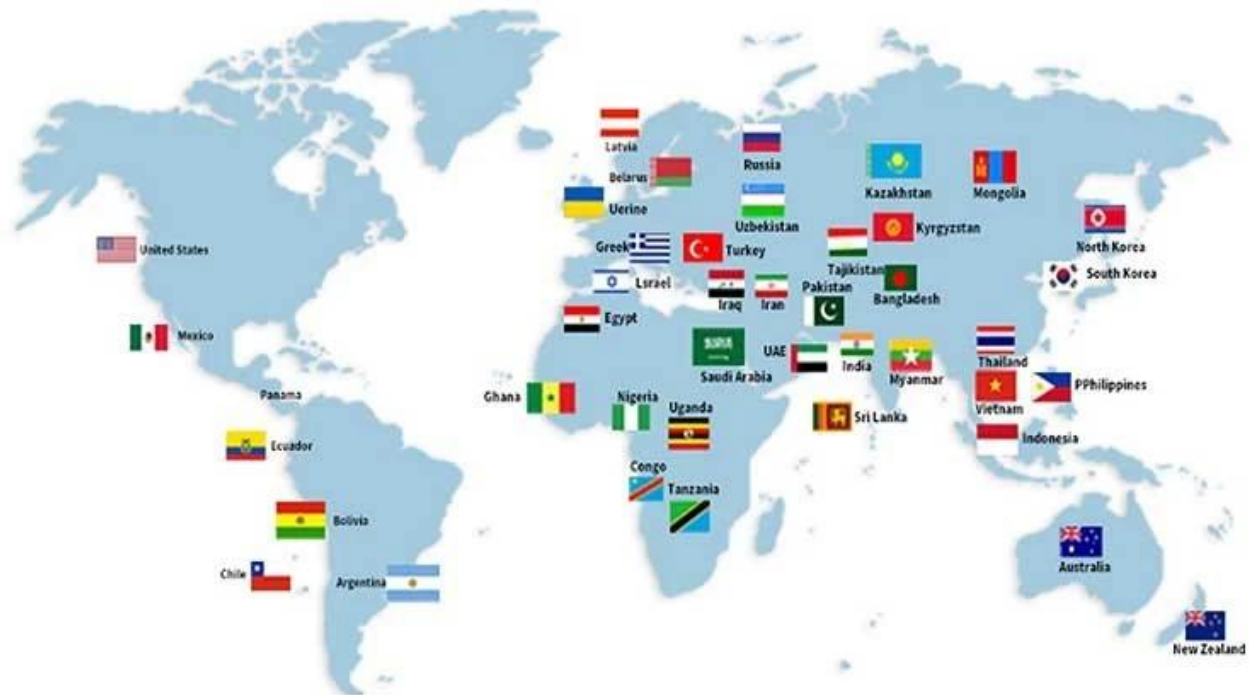 Latvia
Russia
Belarus
Kazakhstan
Mongolia
Uerine
Uzbekistan
Kyrgyzstan
North Korea
United States
Greek
Turkey
Tajikistan
South Korea
Lsrael
Iraq
Iran
Pakistan
Bangladesh
Egypt
Mexico
Saudi Arabia
UAE
India
Myanmar
Thailand
Panama
Ghana
Nigeria
Uganda
Sri Lanka
Vietnam
PPhilippines
Ecuador
Indonesia
Congo
Tanzania
Bolivia
Chile
Argentina
Australia
New Zealand